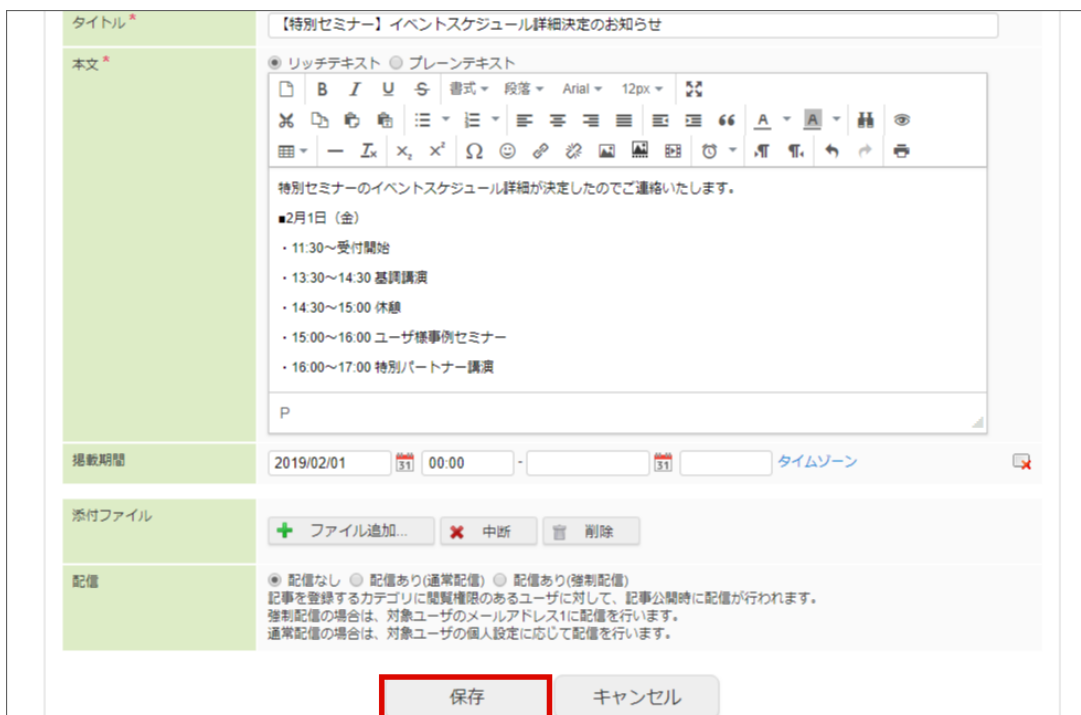 タイトル*
【特別セミナー】イベントスケジュール詳細決定のお知らせ
本文*
リッチテキスト プレーンテキスト
B I U S 書式 段落 Arial 12px
特別セミナーのイベントスケジュール詳細が決定したのでご連絡いたします。
■2月1日（金）
・11:30～受付開始
・13:30～14:30 基調講演
・14:30～15:00 休憩
・15:00～16:00 ユーザ様事例セミナー
・16:00～17:00 特別パートナー講演
P
掲載期間
2019/02/01 31 00:00 - 31 タイムゾーン
添付ファイル
ファイル追加... 中断 削除
配信
配信なし 配信あり(通常配信) 配信あり(強制配信)
記事を登録するカテゴリに閲覧権限のあるユーザに対して、記事公開時に配信が行われます。
強制配信の場合は、対象ユーザのメールアドレス1に配信を行います。
通常配信の場合は、対象ユーザの個人設定に応じて配信を行います。
保存 キャンセル